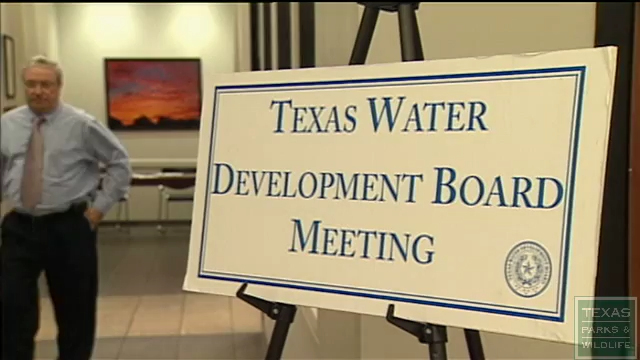 TEXAS WATER
DEVELOPMENT BOARD
MEETING
TEXAS
PARKS &
WILDLIFE